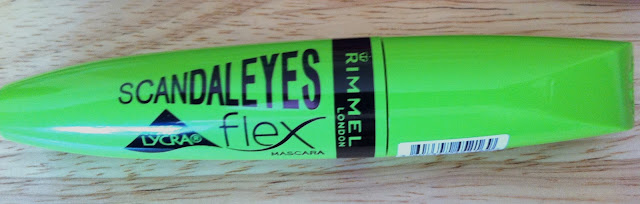 SCANDALEYES
LYCRA®
flex
MASCARA
RIMMEL
LONDON